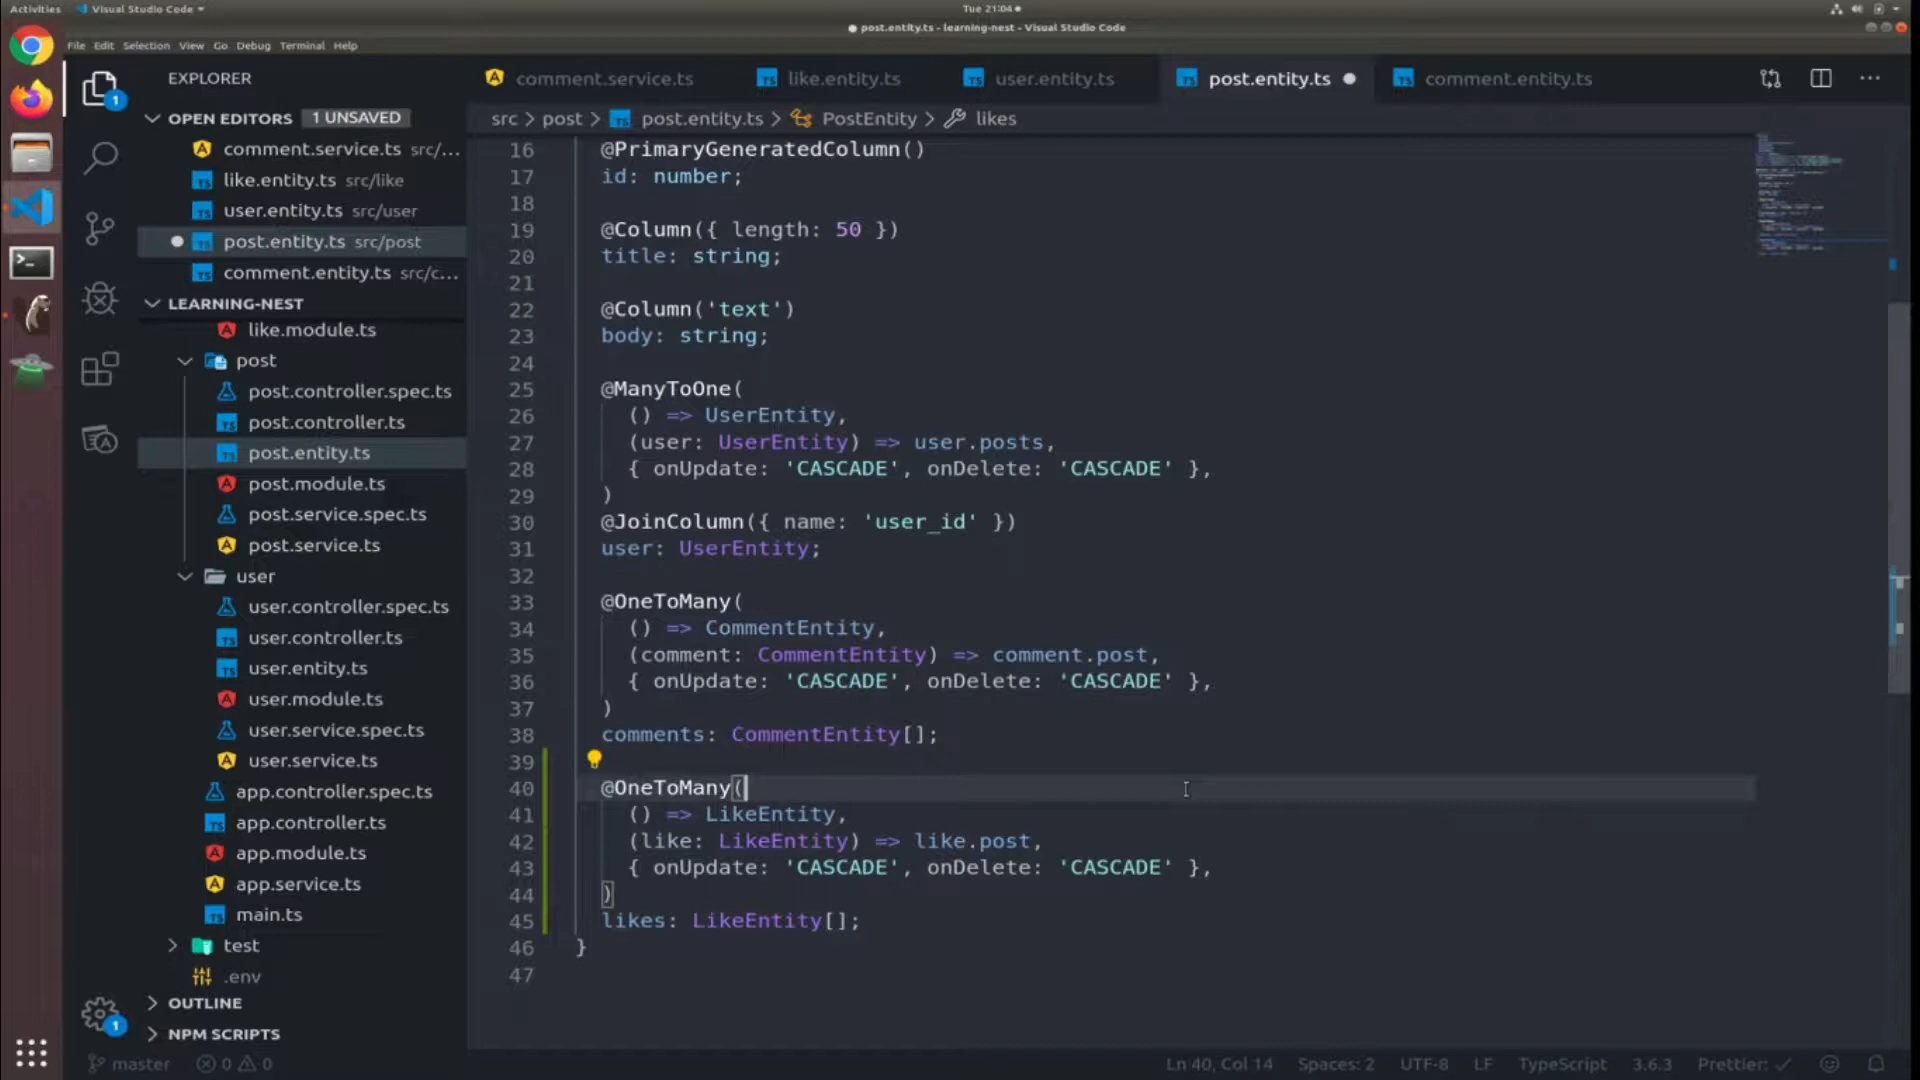 Activities
Visual Studio Code
Tue 21:04
● post.entity.ts - learning-nest - Visual Studio Code
File Edit Selection View Go Debug Terminal Help
EXPLORER
OPEN EDITORS 1 UNSAVED
comment.service.ts src/...
like.entity.ts src/like
user.entity.ts src/user
post.entity.ts src/post
comment.entity.ts src/c...
LEARNING-NEST
like.module.ts
post
post.controller.spec.ts
post.controller.ts
post.entity.ts
post.module.ts
post.service.spec.ts
post.service.ts
user
user.controller.spec.ts
user.controller.ts
user.entity.ts
user.module.ts
user.service.spec.ts
user.service.ts
app.controller.spec.ts
app.controller.ts
app.module.ts
app.service.ts
main.ts
test
.env
OUTLINE
NPM SCRIPTS
comment.service.ts
like.entity.ts
user.entity.ts
post.entity.ts
comment.entity.ts
src > post > post.entity.ts > PostEntity > likes
16 @PrimaryGeneratedColumn()
17 id: number;
18
19 @Column({ length: 50 })
20 title: string;
21
22 @Column('text')
23 body: string;
24
25 @ManyToOne(
26 () => UserEntity,
27 (user: UserEntity) => user.posts,
28 { onUpdate: 'CASCADE', onDelete: 'CASCADE' },
29 )
30 @JoinColumn({ name: 'user_id' })
31 user: UserEntity;
32
33 @OneToMany(
34 () => CommentEntity,
35 (comment: CommentEntity) => comment.post,
36 { onUpdate: 'CASCADE', onDelete: 'CASCADE' },
37 )
38 comments: CommentEntity[];
39
40 @OneToMany(
41 () => LikeEntity,
42 (like: LikeEntity) => like.post,
43 { onUpdate: 'CASCADE', onDelete: 'CASCADE' },
44 )
45 likes: LikeEntity[];
46 }
47
1
1
master
0
0
Ln 40, Col 14
Spaces: 2
UTF-8
LF
TypeScript
3.6.3
Prettier: ✓